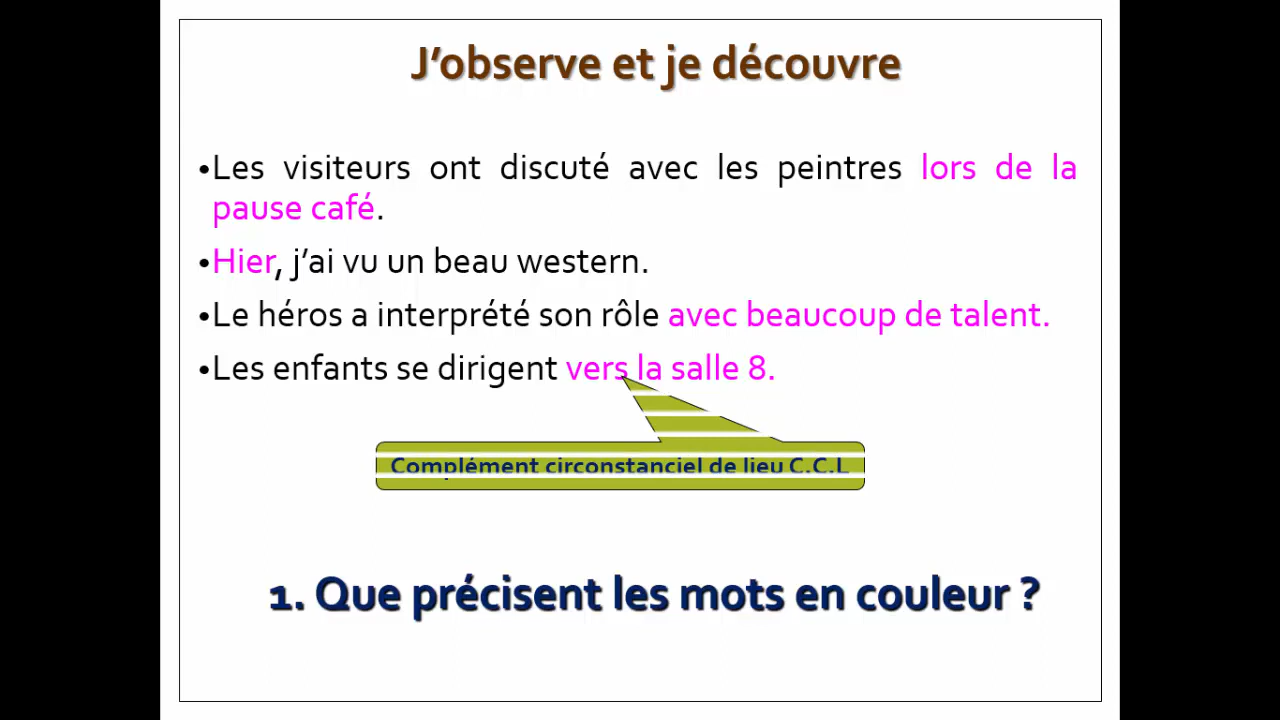 J’observe et je découvre
•Les visiteurs ont discuté avec les peintres lors de la
pause café.
•Hier, j’ai vu un beau western.
•Le héros a interprété son rôle avec beaucoup de talent.
•Les enfants se dirigent vers la salle 8.
Complément circonstanciel de lieu C.C.L
1. Que précisent les mots en couleur ?